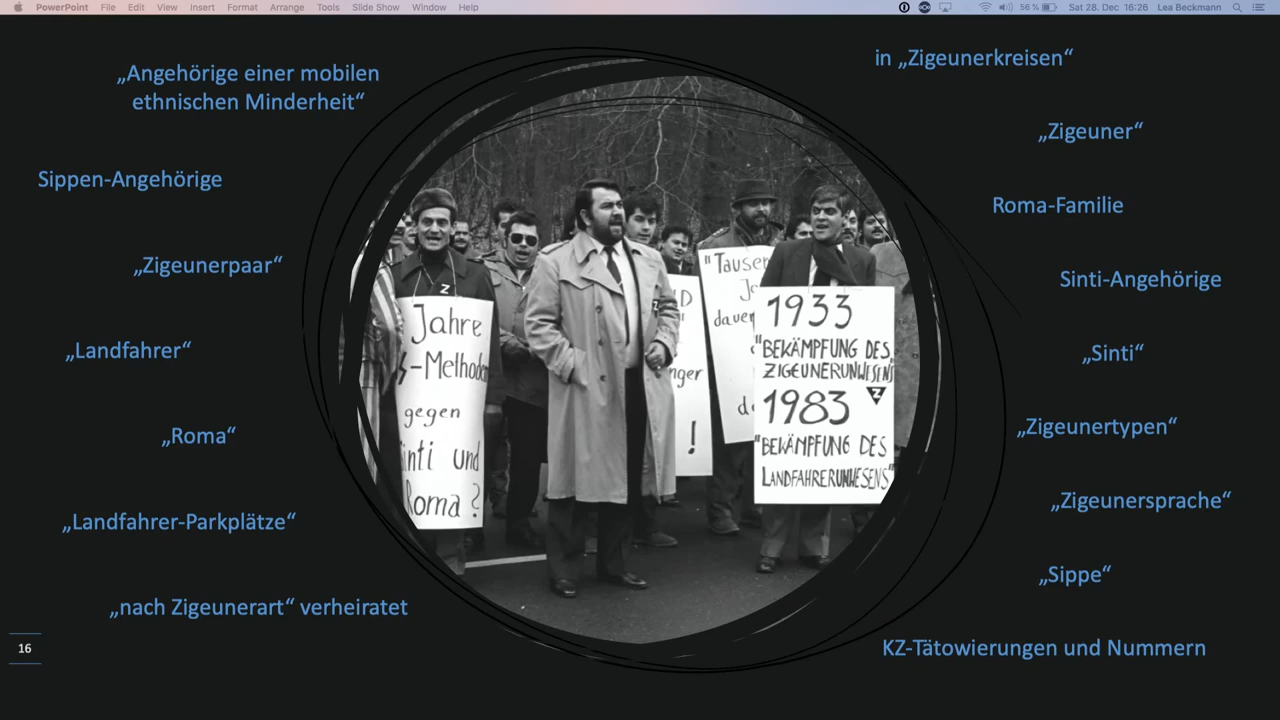 PowerPoint File Edit View Insert Format Arrange Tools Slide Show Window Help 56 % Sat 28. Dec 16:26 Lea Beckmann
„Angehörige einer mobilen
ethnischen Minderheit“
Sippen-Angehörige
„Zigeunerpaar“
„Landfahrer“
„Roma“
„Landfahrer-Parkplätze“
„nach Zigeunerart“ verheiratet
16
Z
Jahre
-Methoden
gegen
inti und
Roma ?
D
nger
!
"Tausen
Ja
dauer
d
1933
"BEKÄMPFUNG DES
ZIGEUNERUNWESENS
Z
1983
"BEKÄMPFUNG DES
LANDFAHRERUNWESENS"
in „Zigeunerkreisen“
„Zigeuner“
Roma-Familie
Sinti-Angehörige
„Sinti“
„Zigeunertypen“
„Zigeunersprache“
„Sippe“
KZ-Tätowierungen und Nummern